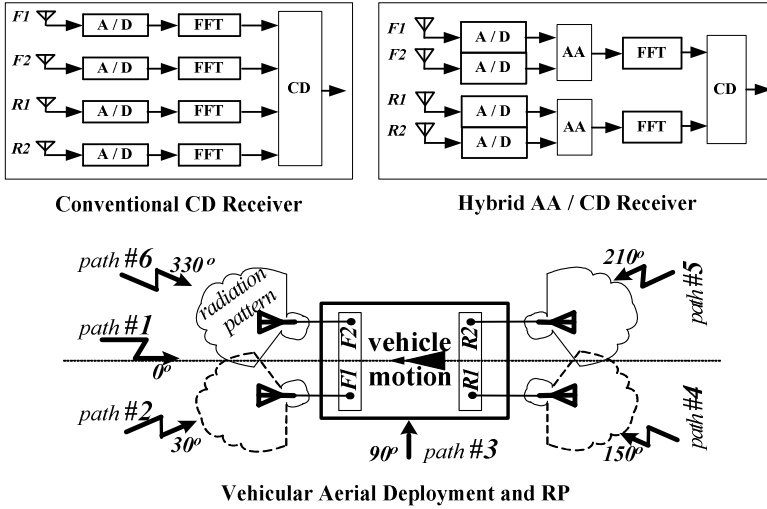 F1 A / D FFT
F2 A / D FFT
CD
R1 A / D FFT
R2 A / D FFT
Conventional CD Receiver
F1 A / D
AA FFT
F2 A / D
CD
R1 A / D
AA FFT
R2 A / D
Hybrid AA / CD Receiver
path #6 330°
radiation pattern
210° path #5
path #1
0°
F2 vehicle R2
F1 motion R1
path #2
30°
90° path #3
150° path #4
Vehicular Aerial Deployment and RP